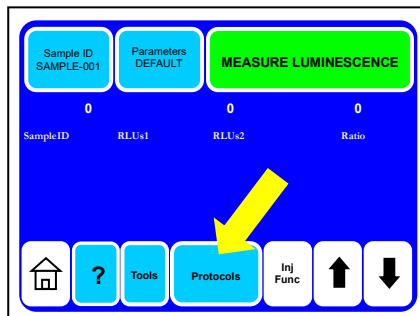 Sample ID
SAMPLE-001
Parameters
DEFAULT
MEASURE LUMINESCENCE
0 0 0
SampleID RLUs1 RLUs2 Ratio
? Tools Protocols Inj
Func